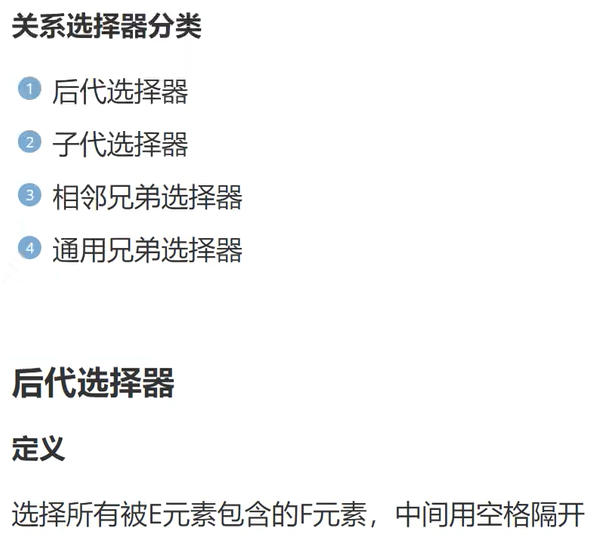 关系选择器分类
1 后代选择器
2 子代选择器
3 相邻兄弟选择器
4 通用兄弟选择器
后代选择器
定义
选择所有被E元素包含的F元素，中间用空格隔开